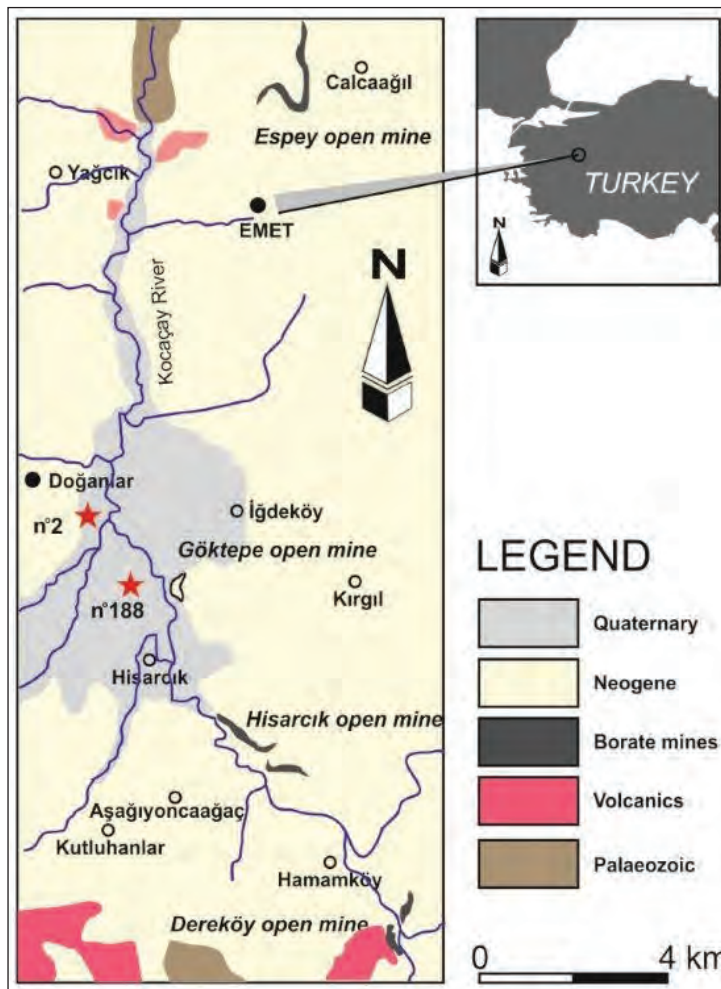 Calcaağıl
Espey open mine
Yağcık
EMET
TURKEY
N
N
Kocaçay River
Doğanlar
n°2
İğdeköy
Göktepe open mine
Kırgıl
n°188
Hisarcık
Hisarcık open mine
Aşağıyoncaağaç
Kutluhanlar
Hamamköy
Dereköy open mine
LEGEND
Quaternary
Neogene
Borate mines
Volcanics
Palaeozoic
0 4 km